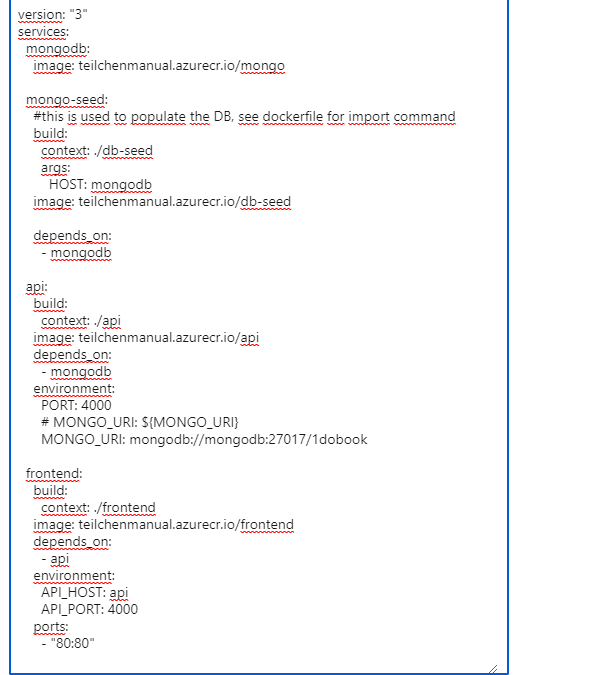 version: "3"
services:
mongodb:
image: teilchenmanual.azurecr.io/mongo
mongo-seed:
#this is used to populate the DB, see dockerfile for import command
build:
context: ./db-seed
args:
HOST: mongodb
image: teilchenmanual.azurecr.io/db-seed
depends_on:
- mongodb
api:
build:
context: ./api
image: teilchenmanual.azurecr.io/api
depends_on:
- mongodb
environment:
PORT: 4000
# MONGO_URI: ${MONGO_URI}
MONGO_URI: mongodb://mongodb:27017/1dobook
frontend:
build:
context: ./frontend
image: teilchenmanual.azurecr.io/frontend
depends_on:
- api
environment:
API_HOST: api
API_PORT: 4000
ports:
- "80:80"